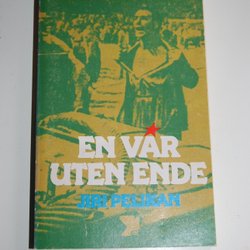 EN VÅR
UTEN ENDE
JIRI PELIKAN